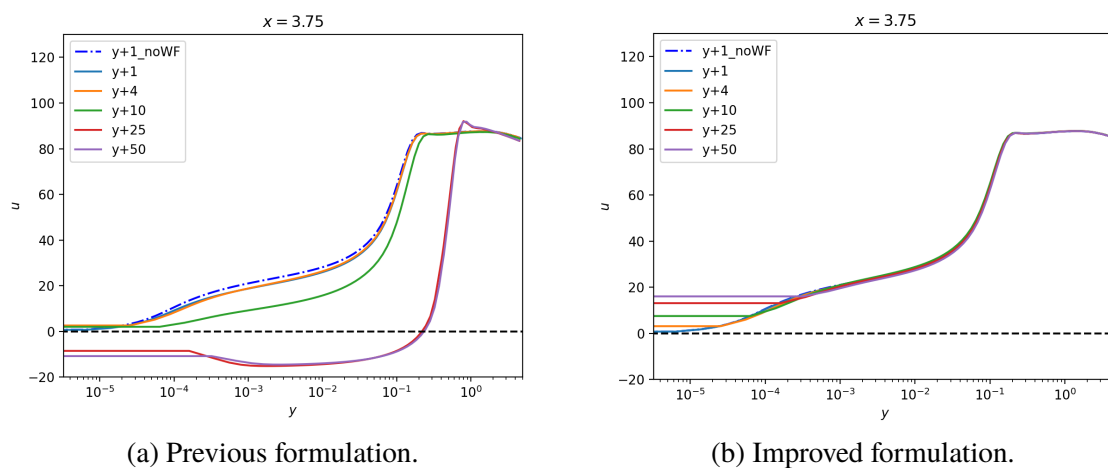 x = 3.75
120
100
80
60
40
20
0
−20
u
y+1_noWF
y+1
y+4
y+10
y+25
y+50
10⁻⁵
10⁻⁴
10⁻³
10⁻²
10⁻¹
10⁰
y
(a) Previous formulation.
x = 3.75
120
100
80
60
40
20
0
−20
u
y+1_noWF
y+1
y+4
y+10
y+25
y+50
10⁻⁵
10⁻⁴
10⁻³
10⁻²
10⁻¹
10⁰
y
(b) Improved formulation.